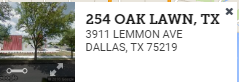 254 OAK LAWN, TX
3911 LEMMON AVE
DALLAS, TX 75219